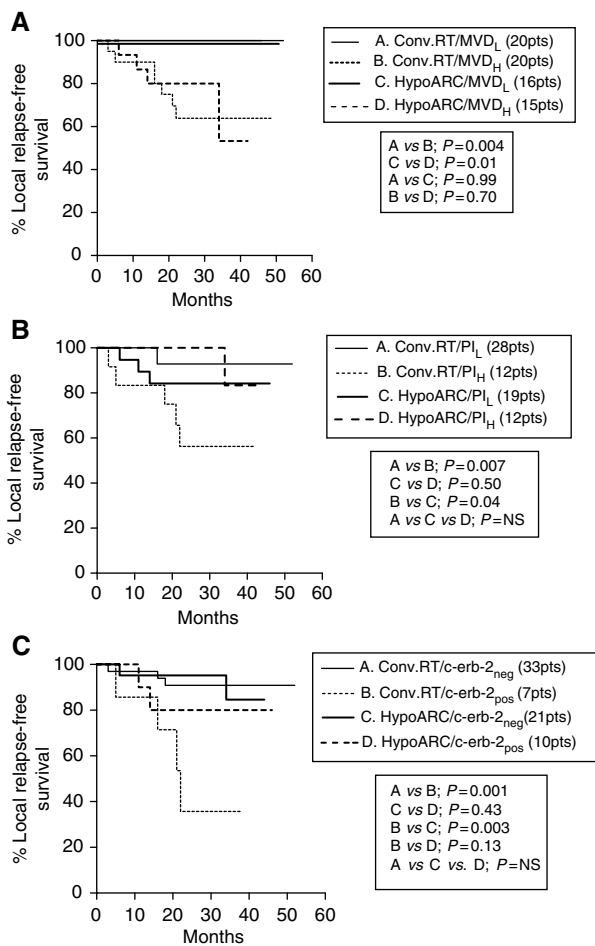 A
% Local relapse-free
survival
100
80
60
40
20
0
0 10 20 30 40 50 60
Months
A. Conv.RT/MVD_L (20pts)
B. Conv.RT/MVD_H (20pts)
C. HypoARC/MVD_L (16pts)
D. HypoARC/MVD_H (15pts)
A vs B; P=0.004
C vs D; P=0.01
A vs C; P=0.99
B vs D; P=0.70
B
% Local relapse-free
survival
100
80
60
40
20
0
0 10 20 30 40 50 60
Months
A. Conv.RT/PI_L (28pts)
B. Conv.RT/PI_H (12pts)
C. HypoARC/PI_L (19pts)
D. HypoARC/PI_H (12pts)
A vs B; P=0.007
C vs D; P=0.50
B vs C; P=0.04
A vs C vs D; P=NS
C
% Local relapse-free
survival
100
80
60
40
20
0
0 10 20 30 40 50 60
Months
A. Conv.RT/c-erb-2_neg (33pts)
B. Conv.RT/c-erb-2_pos (7pts)
C. HypoARC/c-erb-2_neg(21pts)
D. HypoARC/c-erb-2_pos (10pts)
A vs B; P=0.001
C vs D; P=0.43
B vs C; P=0.003
B vs D; P=0.13
A vs C vs. D; P=NS